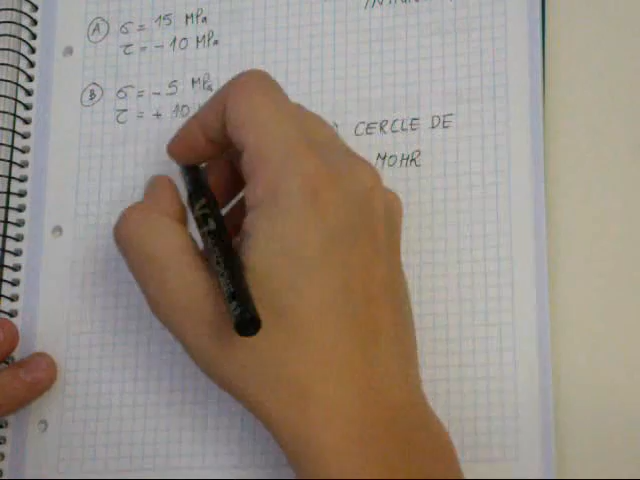 A σ = 15 MPa
τ = -10 MPa
B σ = -5 MPa
τ = + 10
CERCLE DE
MOHR